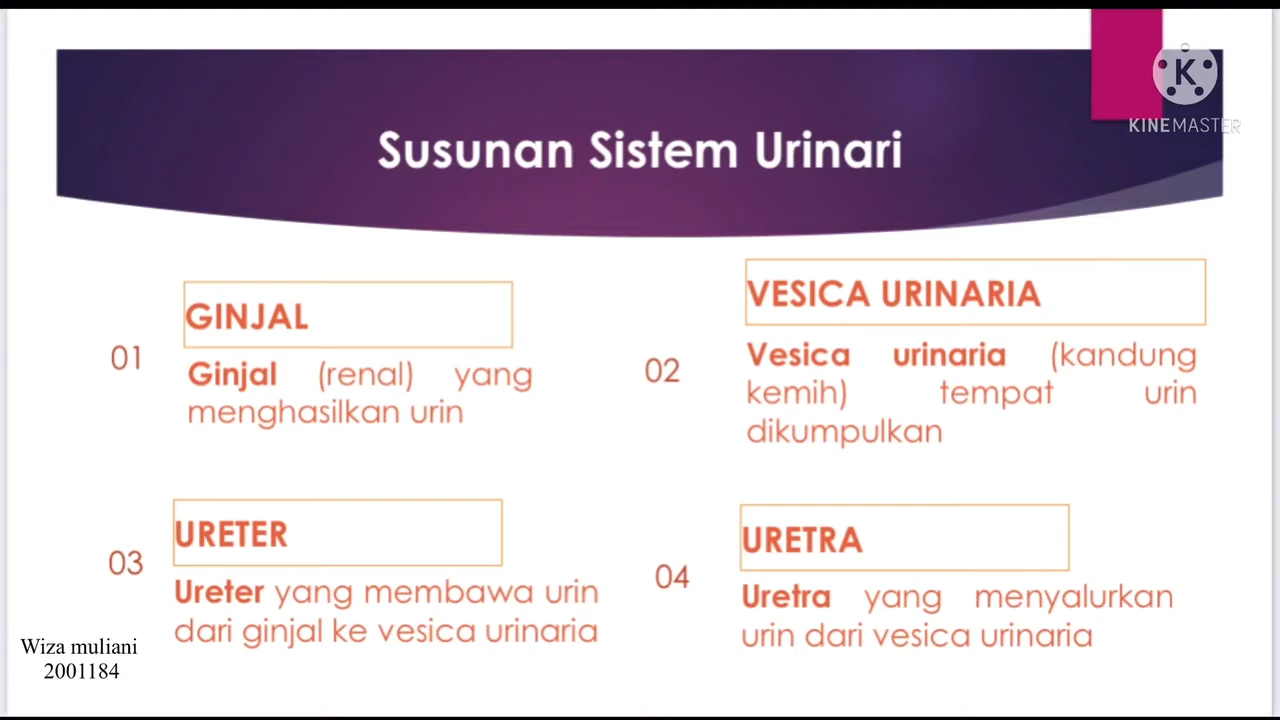 K
KINEMASTER
Susunan Sistem Urinari
01
GINJAL
Ginjal (renal) yang
menghasilkan urin
02
VESICA URINARIA
Vesica urinaria (kandung
kemih) tempat urin
dikumpulkan
03
URETER
Ureter yang membawa urin
dari ginjal ke vesica urinaria
04
URETRA
Uretra yang menyalurkan
urin dari vesica urinaria
Wiza muliani
2001184